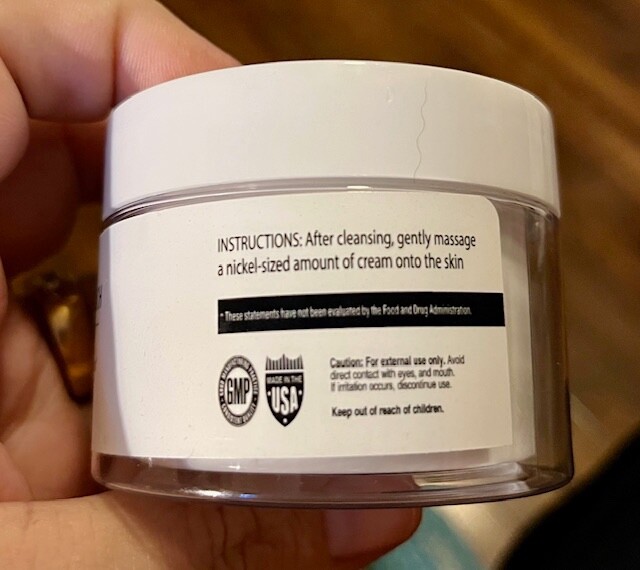 INSTRUCTIONS: After cleansing, gently massage
a nickel-sized amount of cream onto the skin
* These statements have not been evaluated by the Food and Drug Administration.
GMP
MADE IN THE
USA
Caution: For external use only. Avoid
direct contact with eyes, and mouth.
If irritation occurs, discontinue use.
Keep out of reach of children.